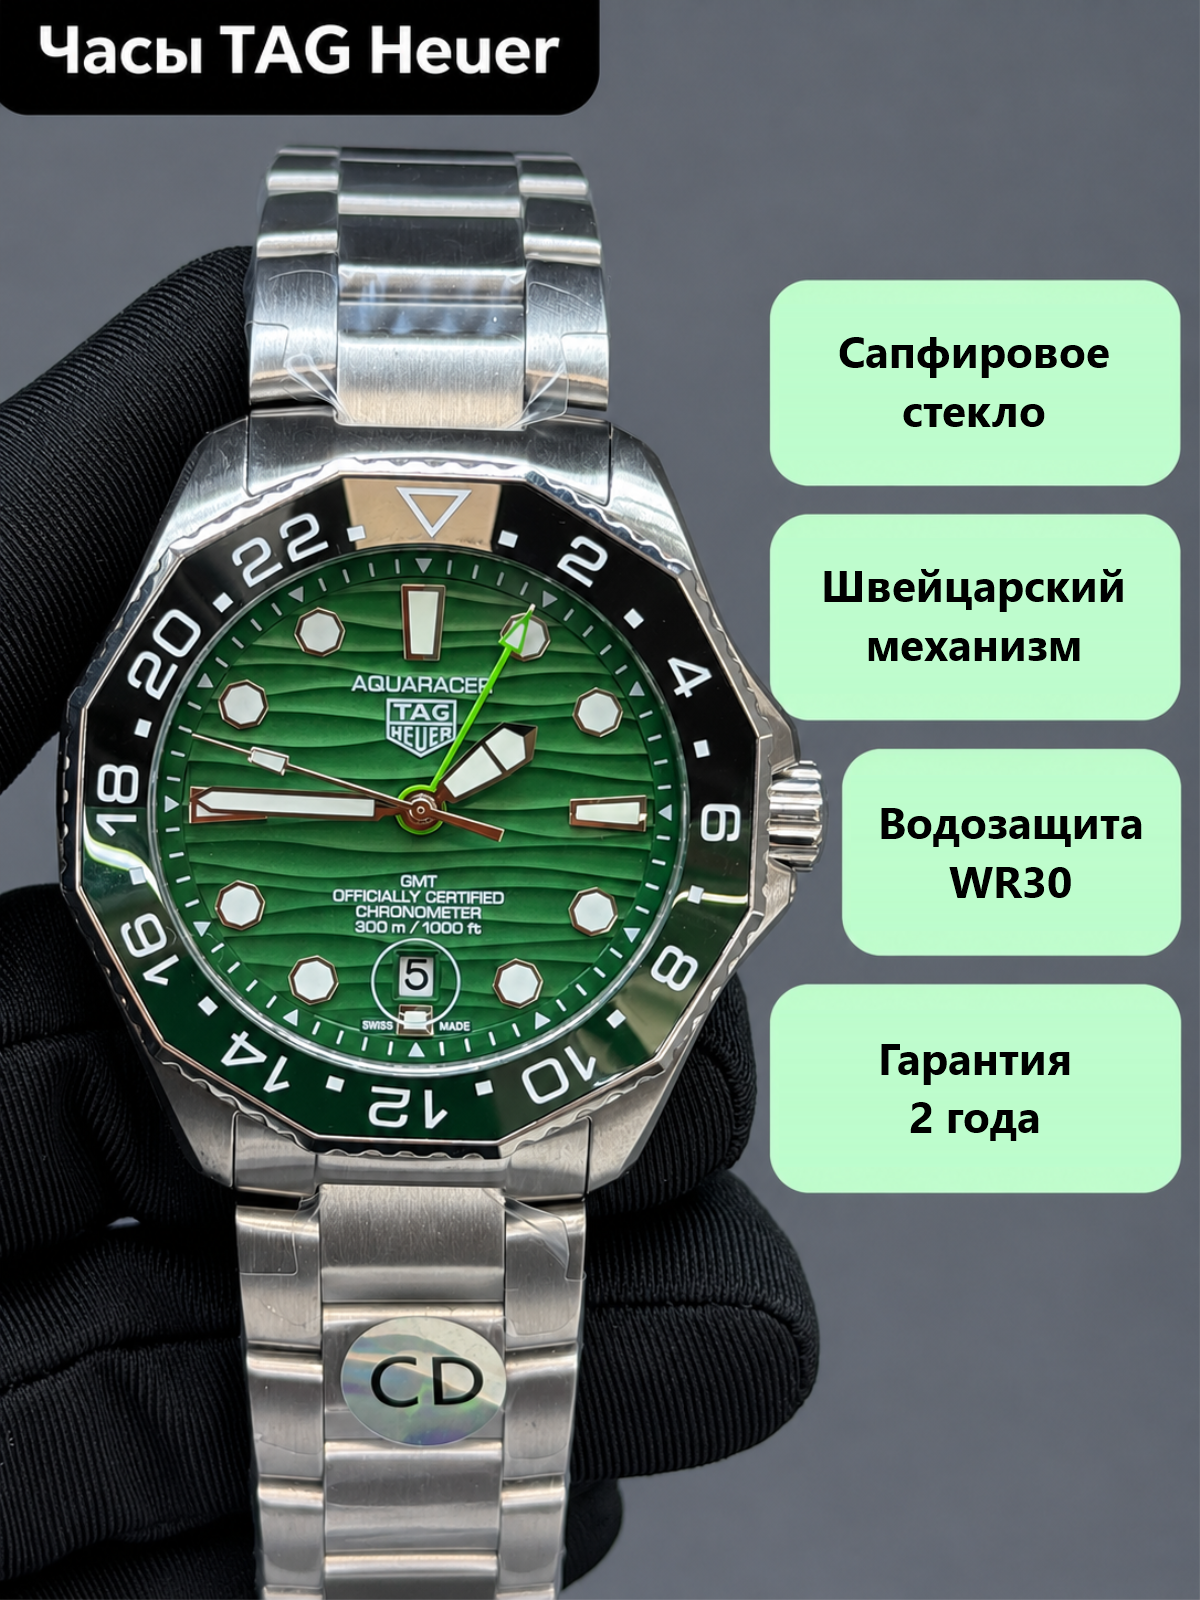 Часы TAG Heuer
Сапфировое
стекло
Швейцарский
механизм
Водозащита
WR30
Гарантия
2 года
2
4
6
8
10
12
14
16
18
20
22
AQUARACER
TAG
HEUER
GMT
OFFICIALLY CERTIFIED
CHRONOMETER
300 m / 1000 ft
5
SWISS MADE
CD